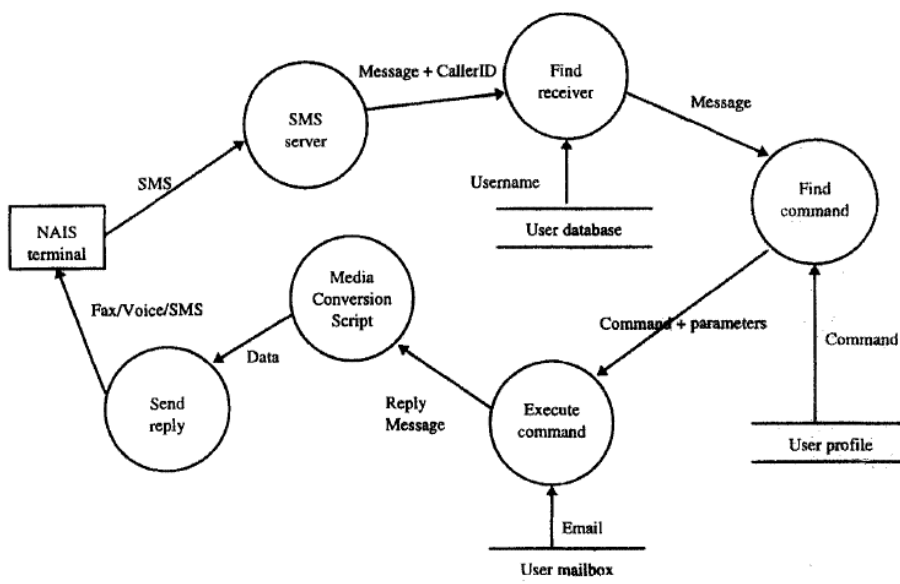 Message + CallerID
Find
receiver
Message
SMS
server
SMS
Username
Find
command
NAIS
terminal
User database
Media
Conversion
Script
Fax/Voice/SMS
Command + parameters
Command
Data
Send
reply
Reply
Message
Execute
command
User profile
Email
User mailbox